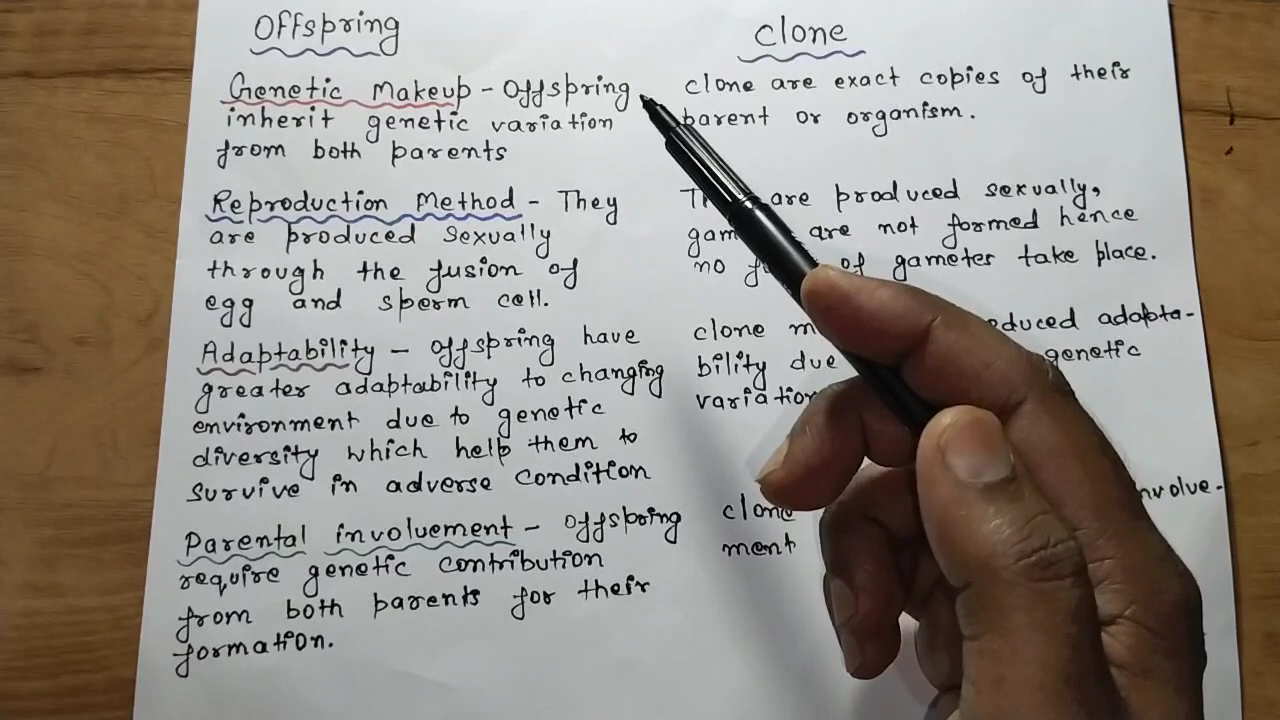 Offspring
Genetic Makeup - Offspring
inherit genetic variation
from both parents
Reproduction Method - They
are produced sexually
through the fusion of
egg and sperm cell.
Adaptability - Offspring have
greater adaptability to changing
environment due to genetic
diversity which help them to
survive in adverse condition
Parental involvement - Offspring
require genetic contribution
from both parents for their
formation.
Clone
clone are exact copies of their
parent or organism.
are produced sexually,
are not formed hence
no of gametes take place.
clone adapta-
bility due genetic
variation
clone involve-
ment